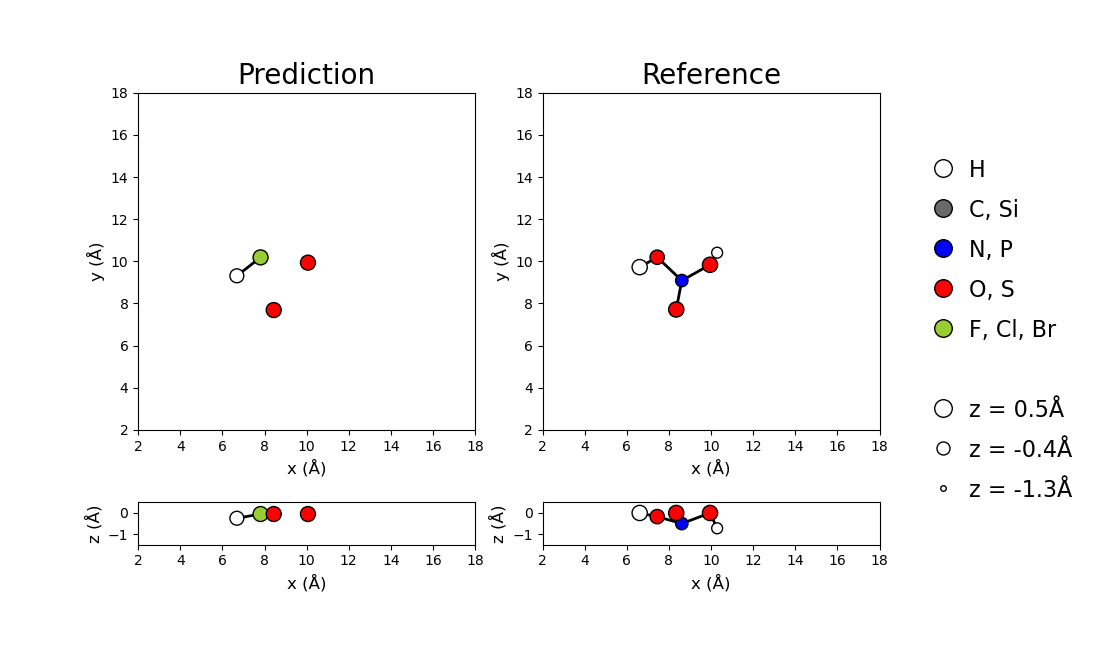 Prediction
Reference
18
16
14
12
10
8
6
4
2
y (Å)
2 4 6 8 10 12 14 16 18
x (Å)
18
16
14
12
10
8
6
4
2
y (Å)
2 4 6 8 10 12 14 16 18
x (Å)
H
C, Si
N, P
O, S
F, Cl, Br
z = 0.5Å
z = -0.4Å
z = -1.3Å
0
−1
z (Å)
2 4 6 8 10 12 14 16 18
x (Å)
0
−1
z (Å)
2 4 6 8 10 12 14 16 18
x (Å)